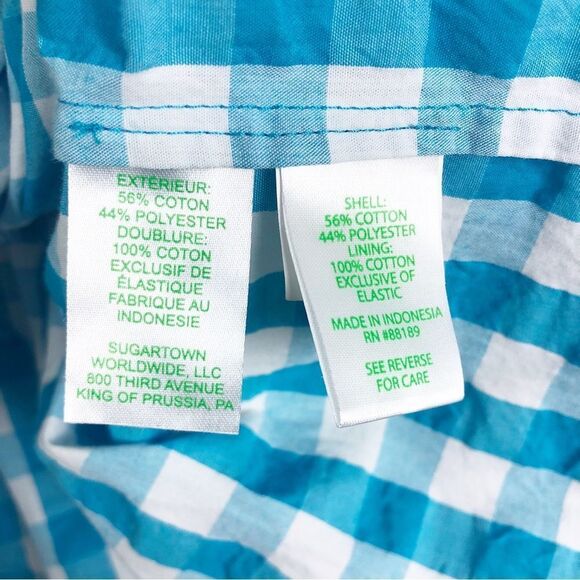 EXTÉRIEUR:
56% COTON
44% POLYESTER
DOUBLURE:
100% COTON
EXCLUSIF DE
ÉLASTIQUE
FABRIQUE AU
INDONESIE
SUGARTOWN
WORLDWIDE, LLC
800 THIRD AVENUE
KING OF PRUSSIA, PA
SHELL:
56% COTTON
44% POLYESTER
LINING:
100% COTTON
EXCLUSIVE OF
ELASTIC
MADE IN INDONESIA
RN #88189
SEE REVERSE
FOR CARE